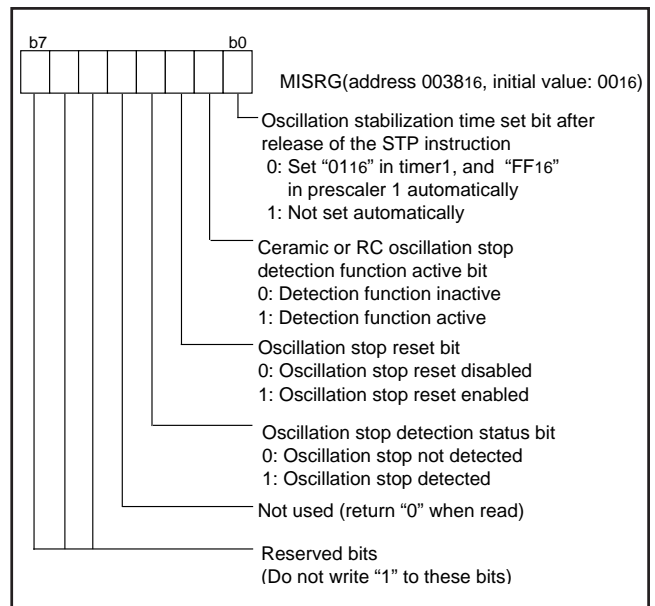 b7 b0
MISRG(address 003816, initial value: 0016)
Oscillation stabilization time set bit after
release of the STP instruction
0: Set “0116” in timer1, and “FF16”
in prescaler 1 automatically
1: Not set automatically
Ceramic or RC oscillation stop
detection function active bit
0: Detection function inactive
1: Detection function active
Oscillation stop reset bit
0: Oscillation stop reset disabled
1: Oscillation stop reset enabled
Oscillation stop detection status bit
0: Oscillation stop not detected
1: Oscillation stop detected
Not used (return “0” when read)
Reserved bits
(Do not write “1” to these bits)